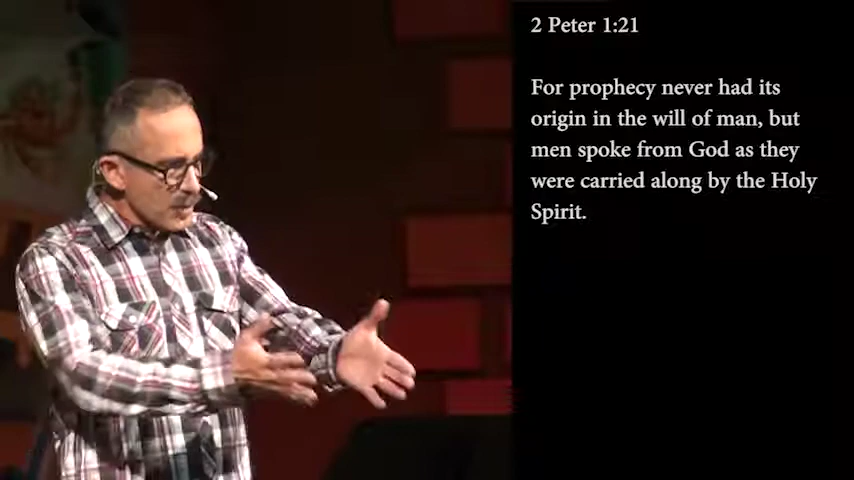 2 Peter 1:21
For prophecy never had its
origin in the will of man, but
men spoke from God as they
were carried along by the Holy
Spirit.